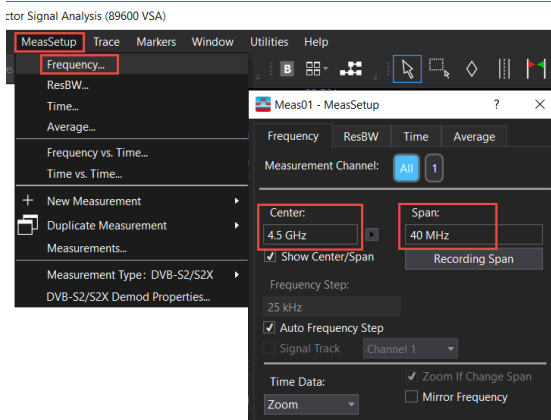 ctor Signal Analysis (89600 VSA)
MeasSetup Trace Markers Window Utilities Help
Frequency...
ResBW...
Time...
Average...
Frequency vs. Time...
Time vs. Time...
New Measurement
Duplicate Measurement
Measurements...
Measurement Type: DVB-S2/S2X
DVB-S2/S2X Demod Properties...
B
Meas01 - MeasSetup ? ×
Frequency ResBW Time Average
Measurement Channel: All 1
Center: Span:
4.5 GHz 40 MHz
Show Center/Span Recording Span
Frequency Step:
25 kHz
Auto Frequency Step
Signal Track Channel 1
Time Data: Zoom If Change Span
Zoom Mirror Frequency